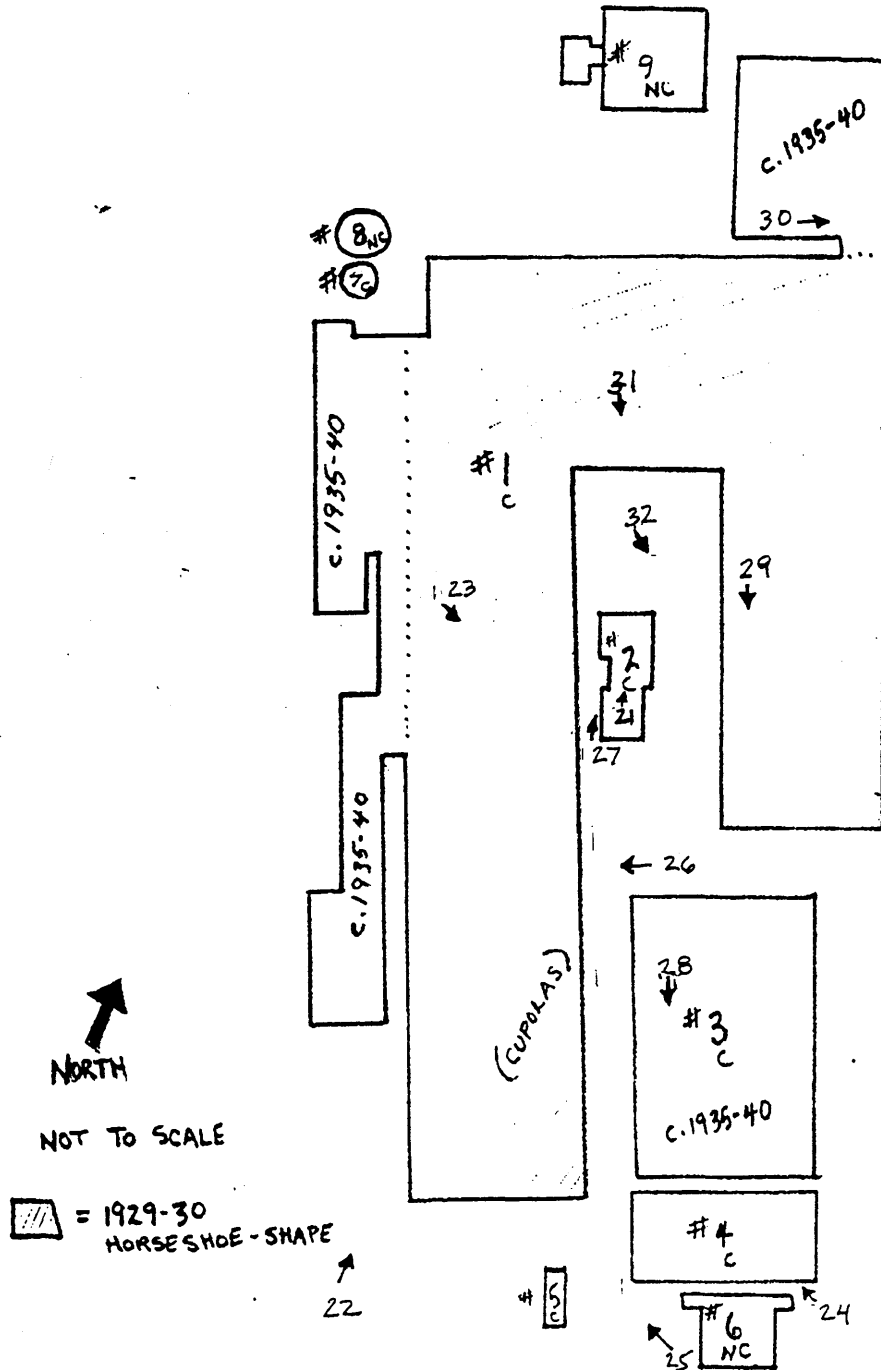 # 9
NC
c. 1935-40
30
# 8 NC
# 7 C
31
c. 1935-40
# 1
C
32
23
29
# 2
C
21
27
c. 1935-40
26
(CUPOLAS)
28
# 3
C
c. 1935-40
NORTH
NOT TO SCALE
= 1929-30
HORSESHOE-SHAPE
# 4
C
22
# 5
C
24
# 6
NC
25